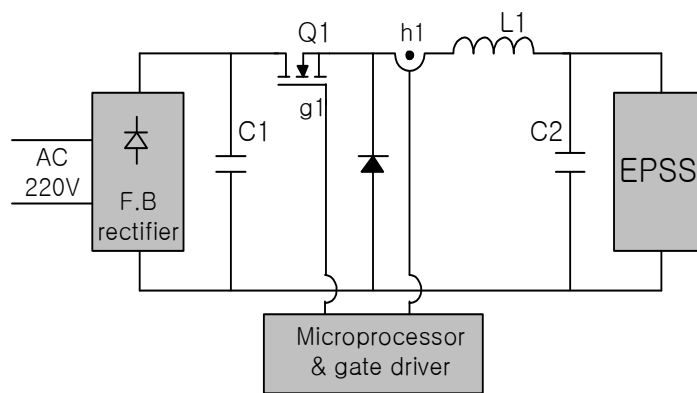 Q1
h1
L1
g1
C1
C2
AC
220V
F.B
rectifier
EPSS
Microprocessor
& gate driver